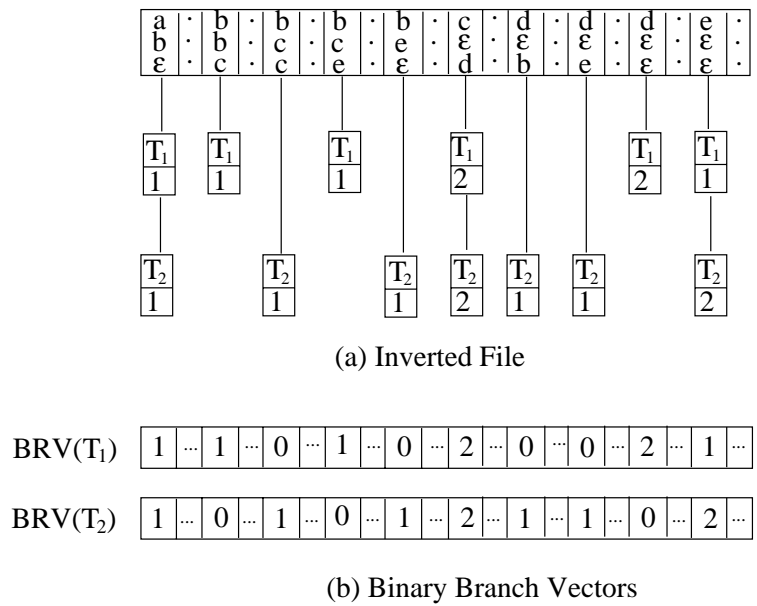 a · b · b · b · b · c · d · d · d · e ·
b · b · c · c · e · ε · ε · ε · ε · ε ·
ε · c · c · e · ε · d · b · e · ε · ε ·
T₁ T₁ T₁ T₁ T₁ T₁
1 1 1 2 2 1
T₂ T₂ T₂ T₂ T₂ T₂ T₂
1 1 1 2 1 1 2
(a) Inverted File
BRV(T₁) 1 ... 1 ... 0 ... 1 ... 0 ... 2 ... 0 ... 0 ... 2 ... 1 ...
BRV(T₂) 1 ... 0 ... 1 ... 0 ... 1 ... 2 ... 1 ... 1 ... 0 ... 2 ...
(b) Binary Branch Vectors